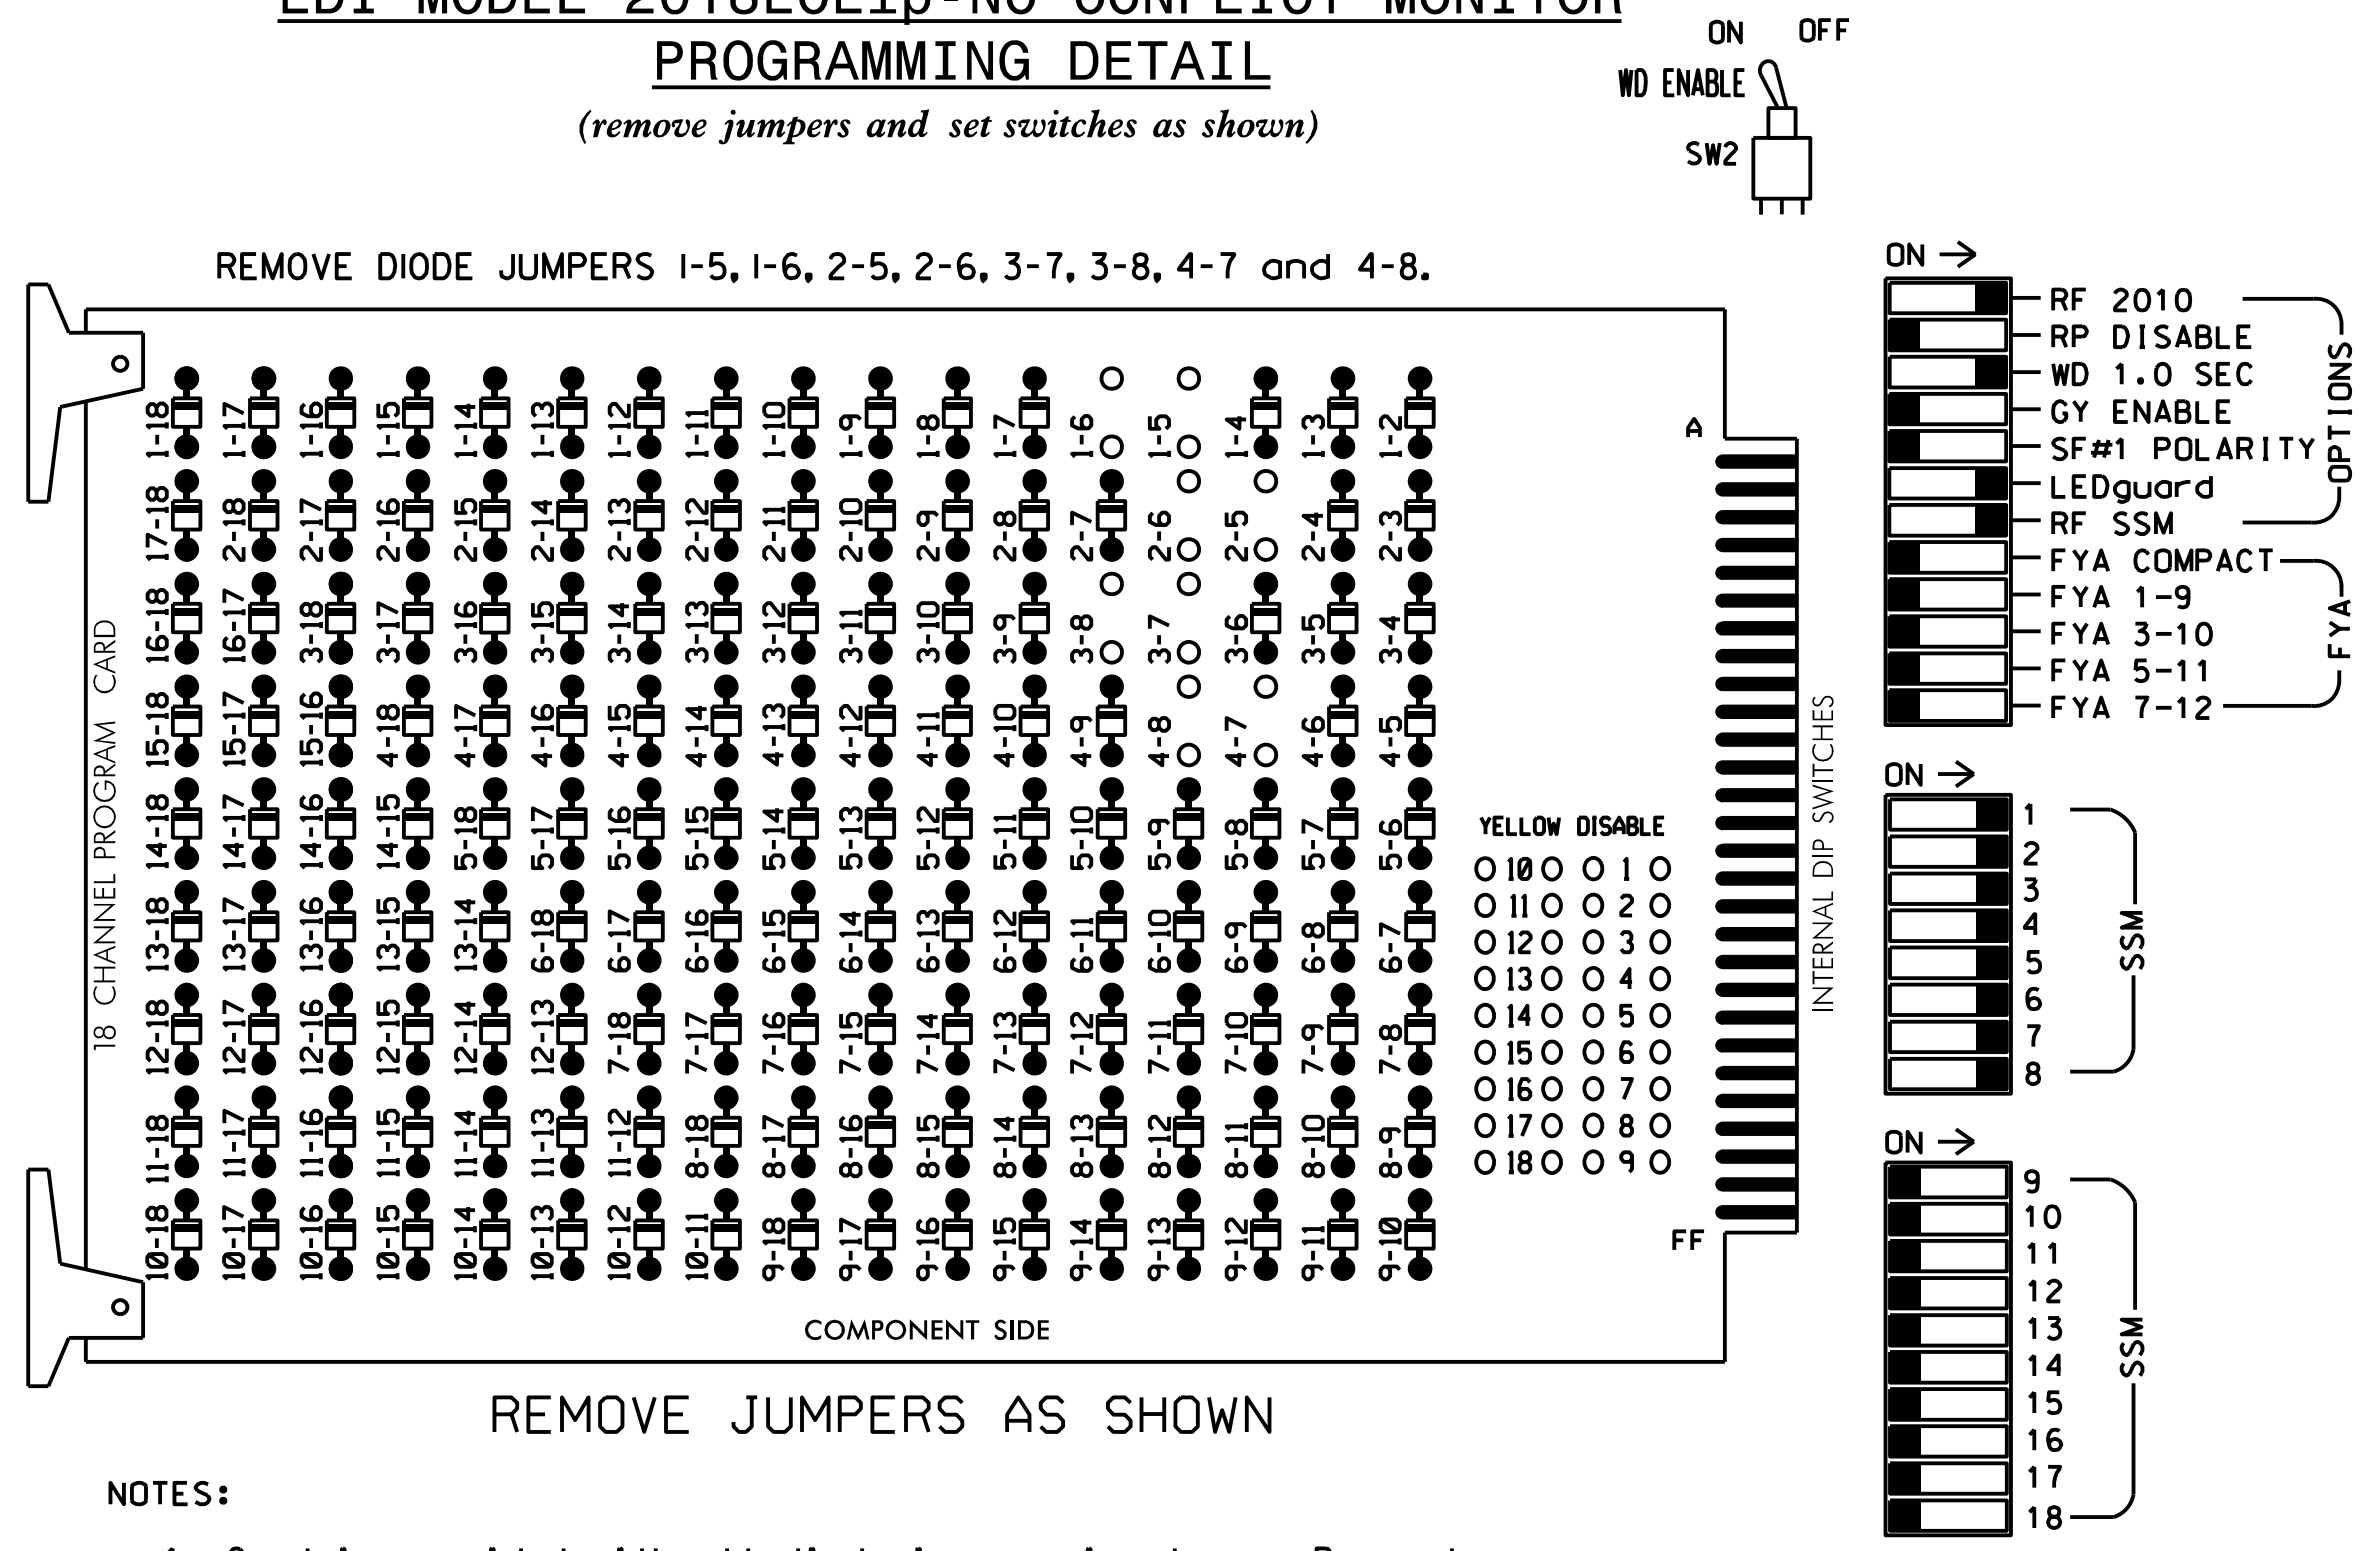 EDI MODEL 2018ECLip-NC CONFLICT MONITOR
PROGRAMMING DETAIL
(remove jumpers and set switches as shown)
ON OFF
WD ENABLE
SW2
REMOVE DIODE JUMPERS 1-5, 1-6, 2-5, 2-6, 3-7, 3-8, 4-7 and 4-8.
18 CHANNEL PROGRAM CARD
1-18 1-17 1-16 1-15 1-14 1-13 1-12 1-11 1-10 1-9 1-8 1-7 1-6 1-5 1-4 1-3 1-2
17-18 2-18 2-17 2-16 2-15 2-14 2-13 2-12 2-11 2-10 2-9 2-8 2-7 2-6 2-5 2-4 2-3
16-18 16-17 3-18 3-17 3-16 3-15 3-14 3-13 3-12 3-11 3-10 3-9 3-8 3-7 3-6 3-5 3-4
15-18 15-17 15-16 4-18 4-17 4-16 4-15 4-14 4-13 4-12 4-11 4-10 4-9 4-8 4-7 4-6 4-5
14-18 14-17 14-16 14-15 5-18 5-17 5-16 5-15 5-14 5-13 5-12 5-11 5-10 5-9 5-8 5-7 5-6
13-18 13-17 13-16 13-15 13-14 6-18 6-17 6-16 6-15 6-14 6-13 6-12 6-11 6-10 6-9 6-8 6-7
12-18 12-17 12-16 12-15 12-14 12-13 7-18 7-17 7-16 7-15 7-14 7-13 7-12 7-11 7-10 7-9 7-8
11-18 11-17 11-16 11-15 11-14 11-13 11-12 8-18 8-17 8-16 8-15 8-14 8-13 8-12 8-11 8-10 8-9
10-18 10-17 10-16 10-15 10-14 10-13 10-12 10-11 9-18 9-17 9-16 9-15 9-14 9-13 9-12 9-11 9-10
A
YELLOW DISABLE
10 1
11 2
12 3
13 4
14 5
15 6
16 7
17 8
18 9
FF
COMPONENT SIDE
INTERNAL DIP SWITCHES
ON →
RF 2010
RP DISABLE
WD 1.0 SEC
GY ENABLE
SF#1 POLARITY
LEDguard
RF SSM
OPTIONS
FYA COMPACT
FYA 1-9
FYA 3-10
FYA 5-11
FYA 7-12
FYA
ON →
1
2
3
4
5
6
7
8
SSM
ON →
9
10
11
12
13
14
15
16
17
18
SSM
REMOVE JUMPERS AS SHOWN
NOTES: